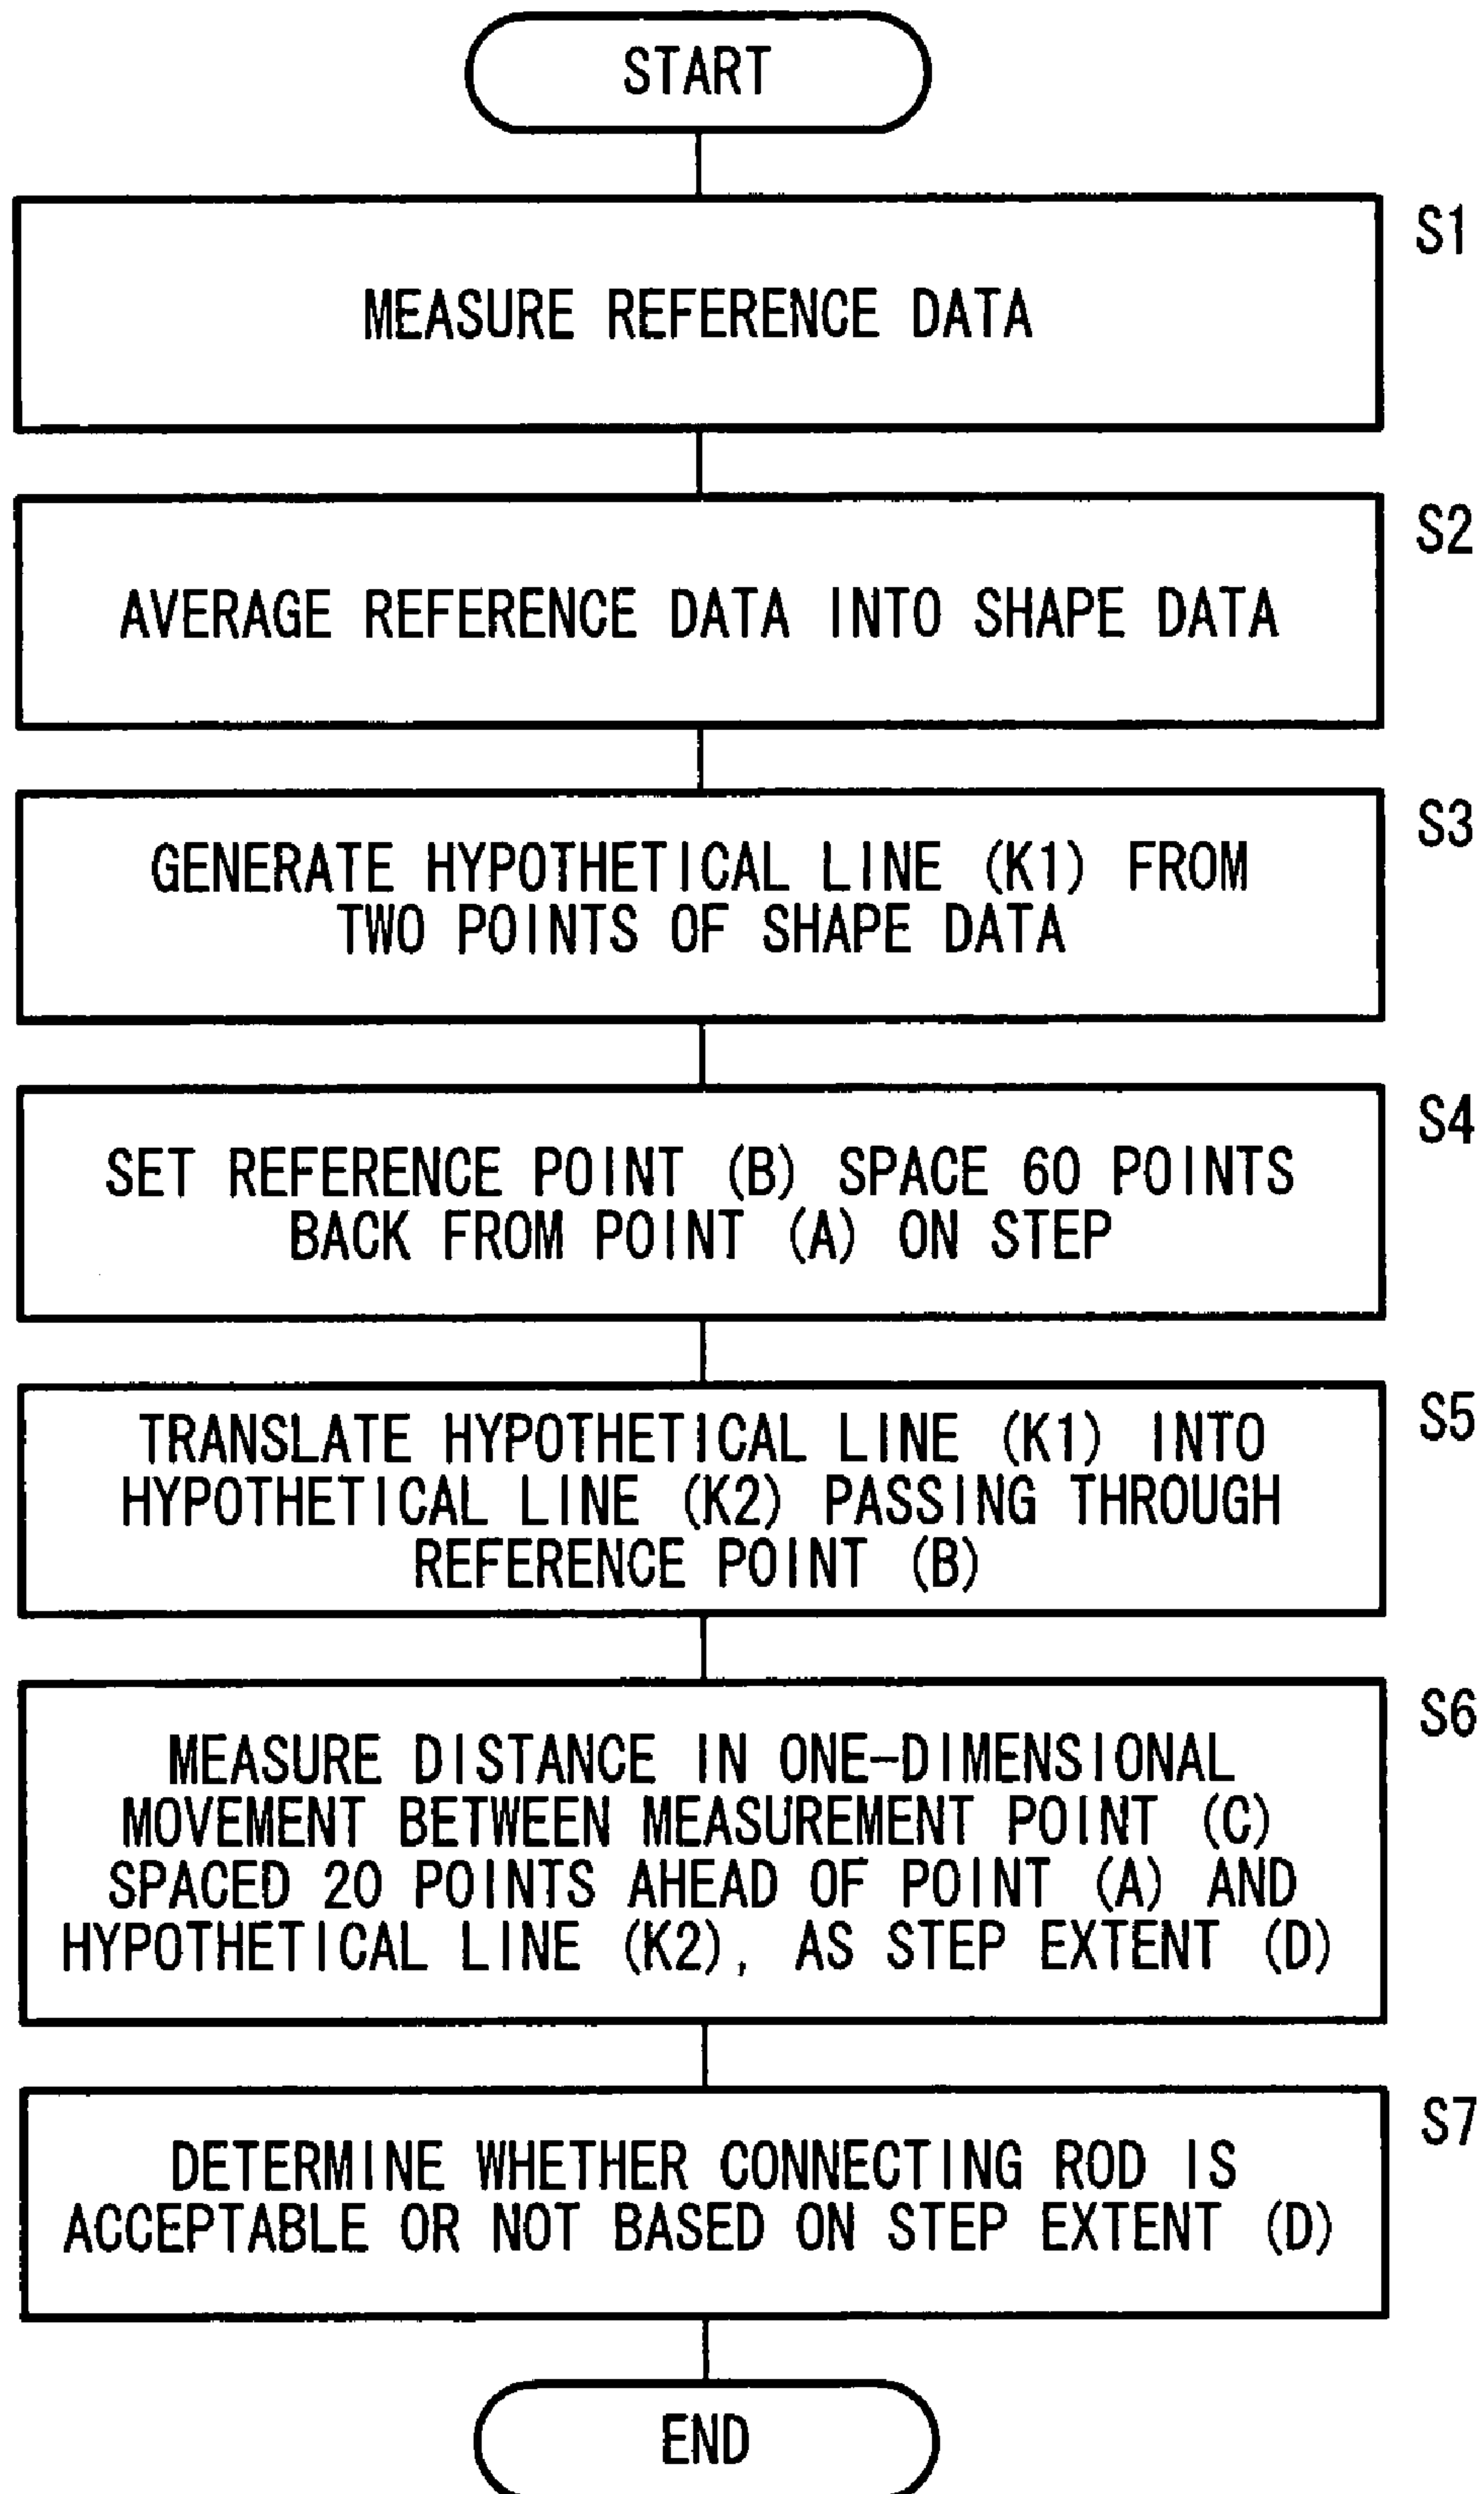 START
S1
MEASURE REFERENCE DATA
S2
AVERAGE REFERENCE DATA INTO SHAPE DATA
S3
GENERATE HYPOTHETICAL LINE (K1) FROM
TWO POINTS OF SHAPE DATA
S4
SET REFERENCE POINT (B) SPACE 60 POINTS
BACK FROM POINT (A) ON STEP
S5
TRANSLATE HYPOTHETICAL LINE (K1) INTO
HYPOTHETICAL LINE (K2) PASSING THROUGH
REFERENCE POINT (B)
S6
MEASURE DISTANCE IN ONE-DIMENSIONAL
MOVEMENT BETWEEN MEASUREMENT POINT (C)
SPACED 20 POINTS AHEAD OF POINT (A) AND
HYPOTHETICAL LINE (K2), AS STEP EXTENT (D)
S7
DETERMINE WHETHER CONNECTING ROD IS
ACCEPTABLE OR NOT BASED ON STEP EXTENT (D)
END